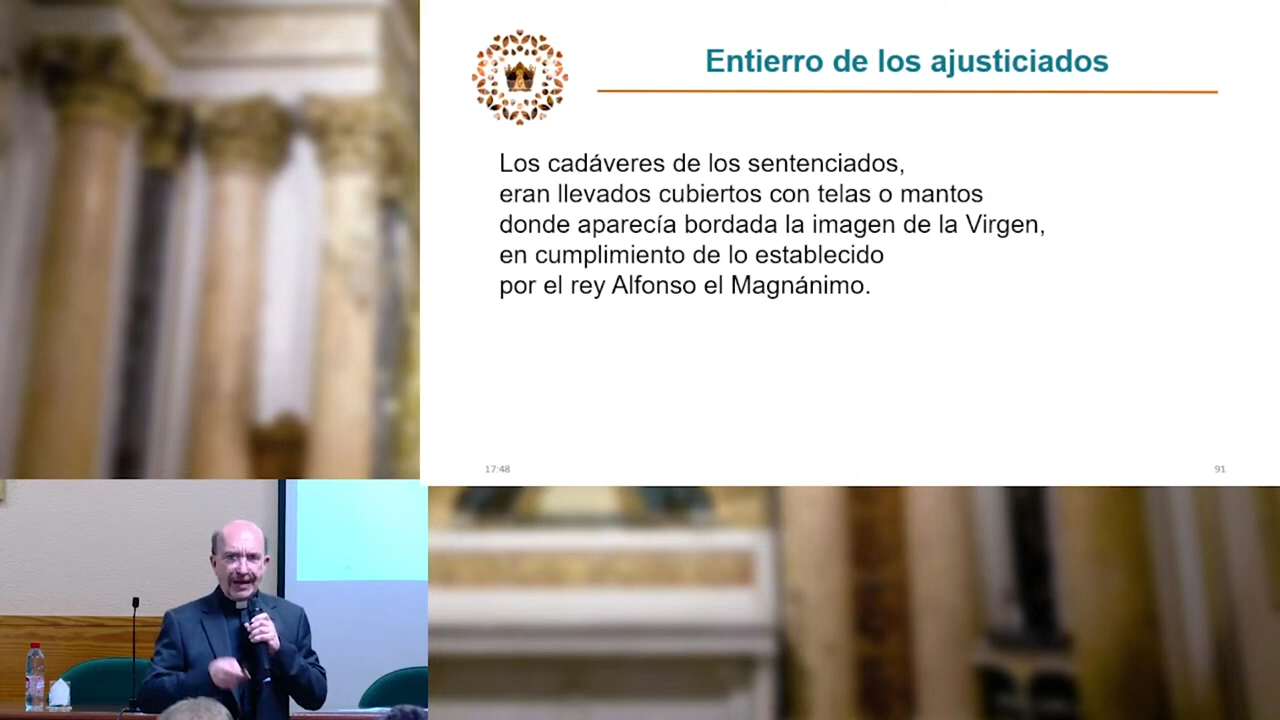 Entierro de los ajusticiados
Los cadáveres de los sentenciados,
eran llevados cubiertos con telas o mantos
donde aparecía bordada la imagen de la Virgen,
en cumplimiento de lo establecido
por el rey Alfonso el Magnánimo.
17:48
91